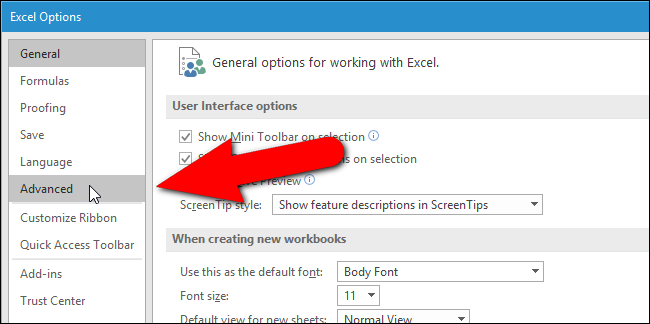 Excel Options
General
Formulas
Proofing
Save
Language
Advanced
Customize Ribbon
Quick Access Toolbar
Add-ins
Trust Center
General options for working with Excel.
User Interface options
Show Mini Toolbar on selection
on selection
Preview
ScreenTip style: Show feature descriptions in ScreenTips
When creating new workbooks
Use this as the default font: Body Font
Font size: 11
Default view for new sheets: Normal View